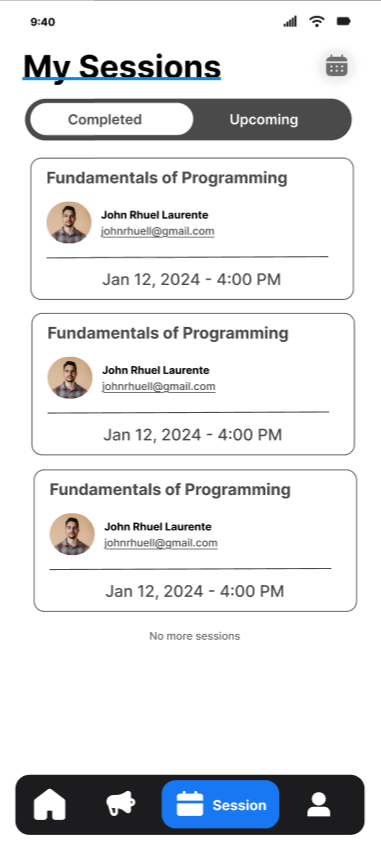 9:40
My Sessions
Completed
Upcoming
Fundamentals of Programming
John Rhuel Laurente
johnrhuell@gmail.com
Jan 12, 2024 - 4:00 PM
Fundamentals of Programming
John Rhuel Laurente
johnrhuell@gmail.com
Jan 12, 2024 - 4:00 PM
Fundamentals of Programming
John Rhuel Laurente
johnrhuell@gmail.com
Jan 12, 2024 - 4:00 PM
No more sessions
Session